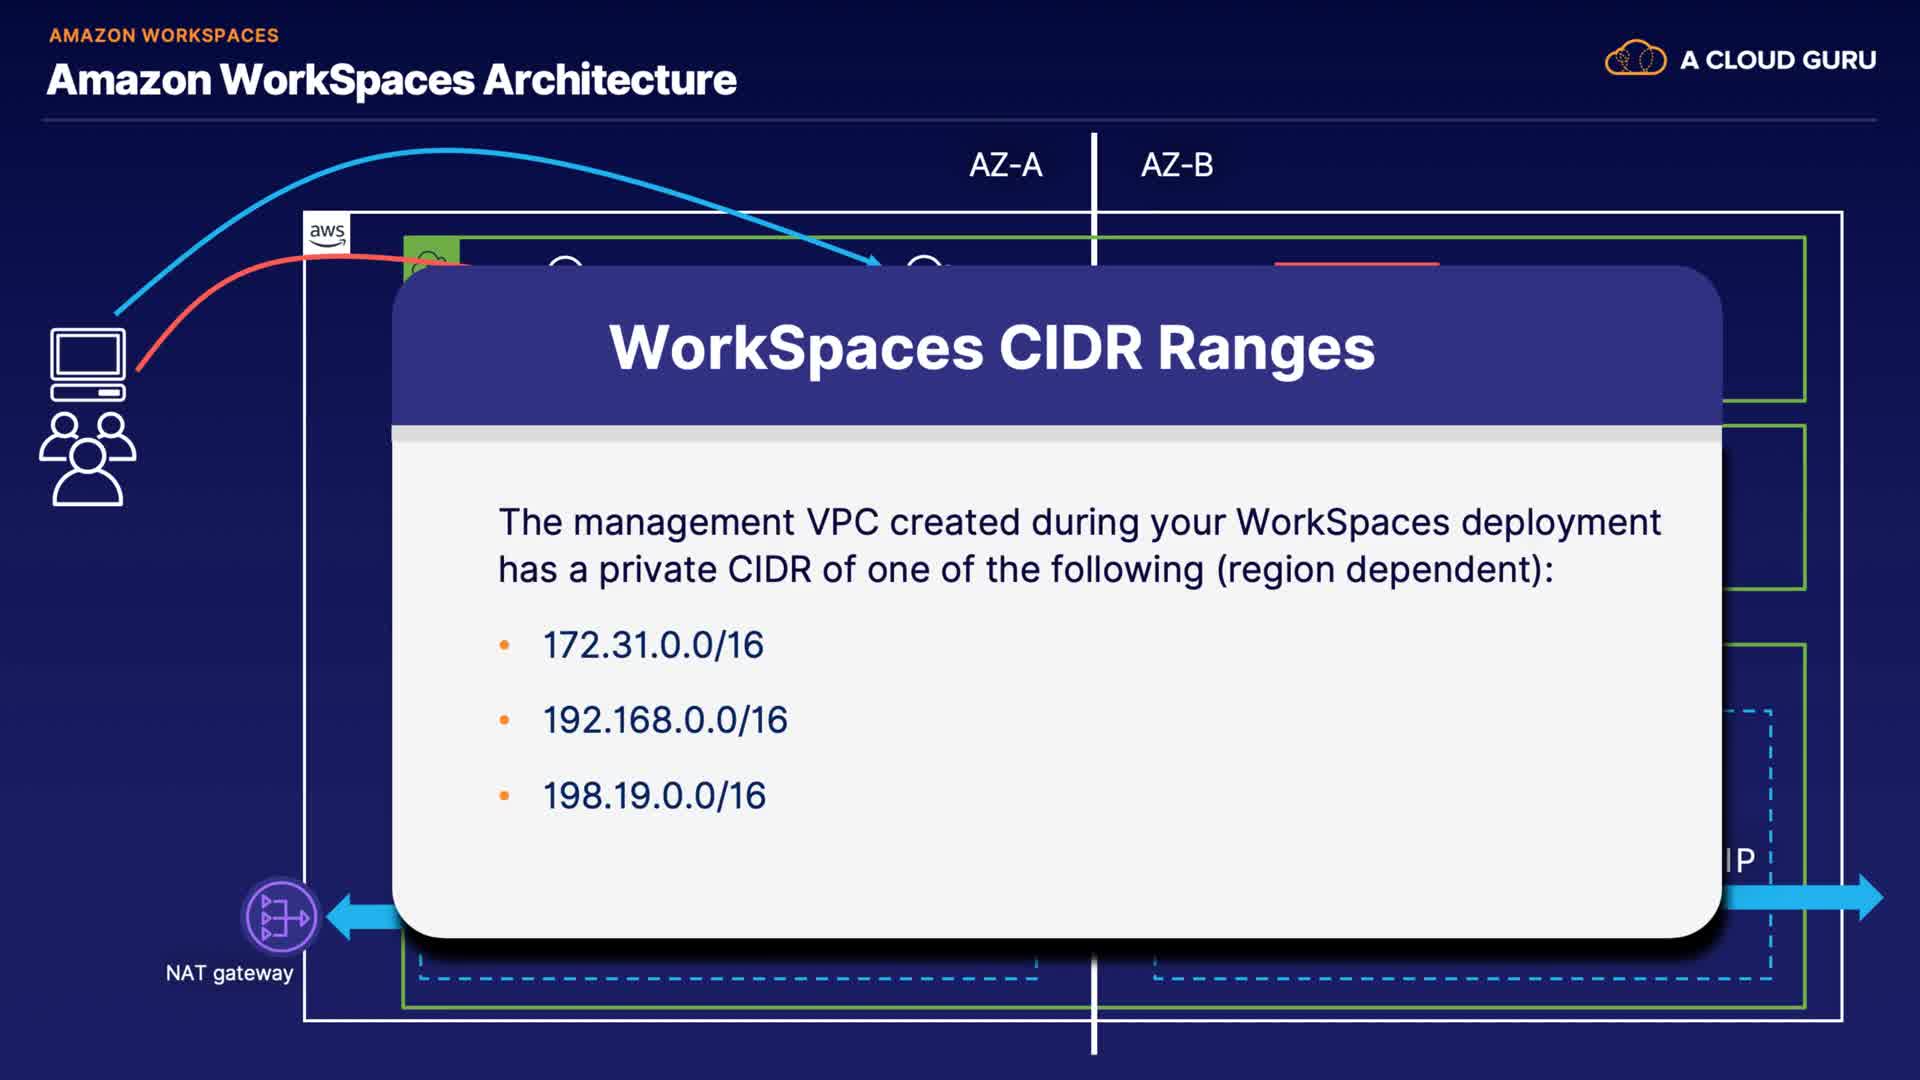 AMAZON WORKSPACES
Amazon WorkSpaces Architecture
A CLOUD GURU
AZ-A
AZ-B
aws
WorkSpaces CIDR Ranges
The management VPC created during your WorkSpaces deployment
has a private CIDR of one of the following (region dependent):
• 172.31.0.0/16
• 192.168.0.0/16
• 198.19.0.0/16
IP
NAT gateway